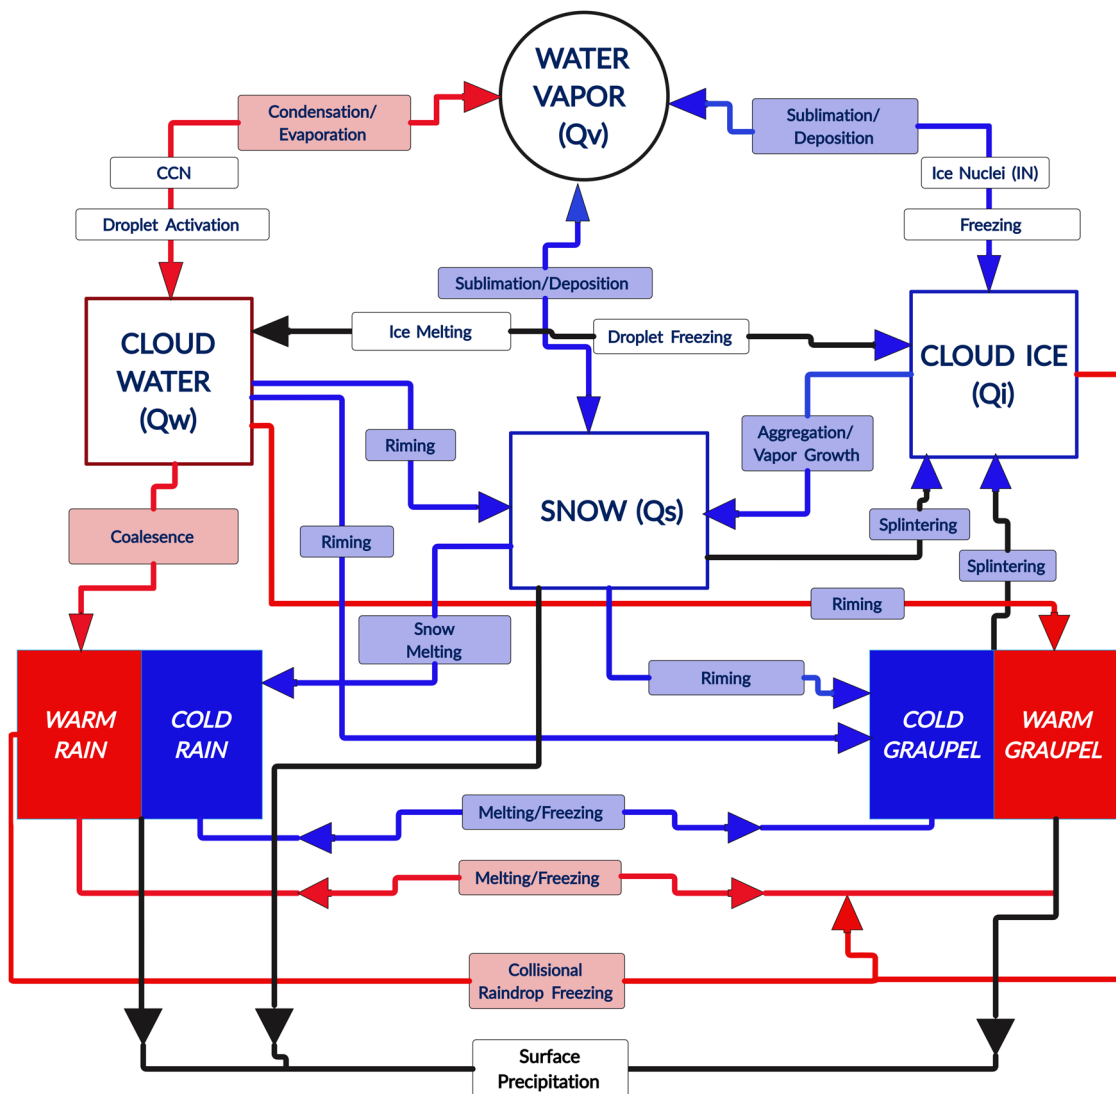 WATER
VAPOR
(Qv)
Condensation/
Evaporation
Sublimation/
Deposition
CCN
Ice Nuclei (IN)
Droplet Activation
Freezing
Sublimation/Deposition
Ice Melting
Droplet Freezing
CLOUD
WATER
(Qw)
CLOUD ICE
(Qi)
Riming
Aggregation/
Vapor Growth
SNOW (Qs)
Splintering
Coalesence
Riming
Splintering
Riming
Snow
Melting
Riming
WARM
RAIN
COLD
RAIN
COLD
GRAUPEL
WARM
GRAUPEL
Melting/Freezing
Melting/Freezing
Collisional
Raindrop Freezing
Surface
Precipitation